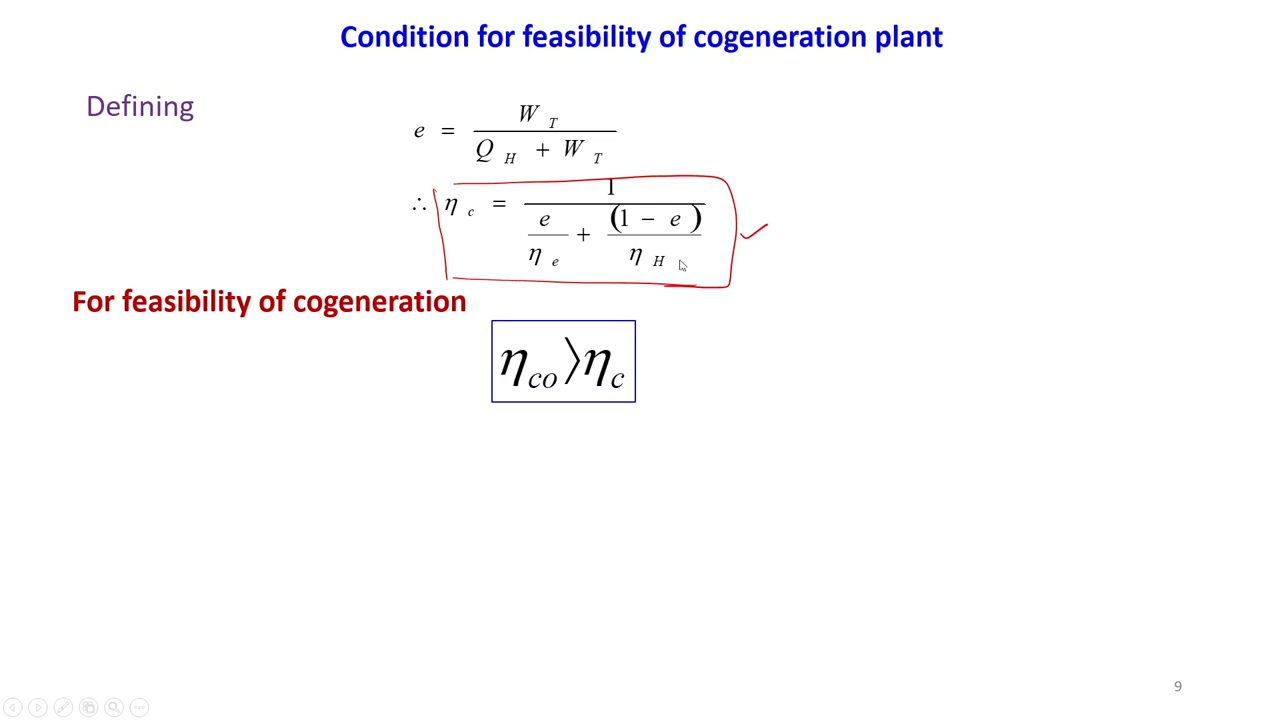 Condition for feasibility of cogeneration plant
Defining
e = W_T / (Q_H + W_T)
∴ η_c = 1 / (e/η_e + (1 − e)/η_H)
For feasibility of cogeneration
η_co 〉η_c
9